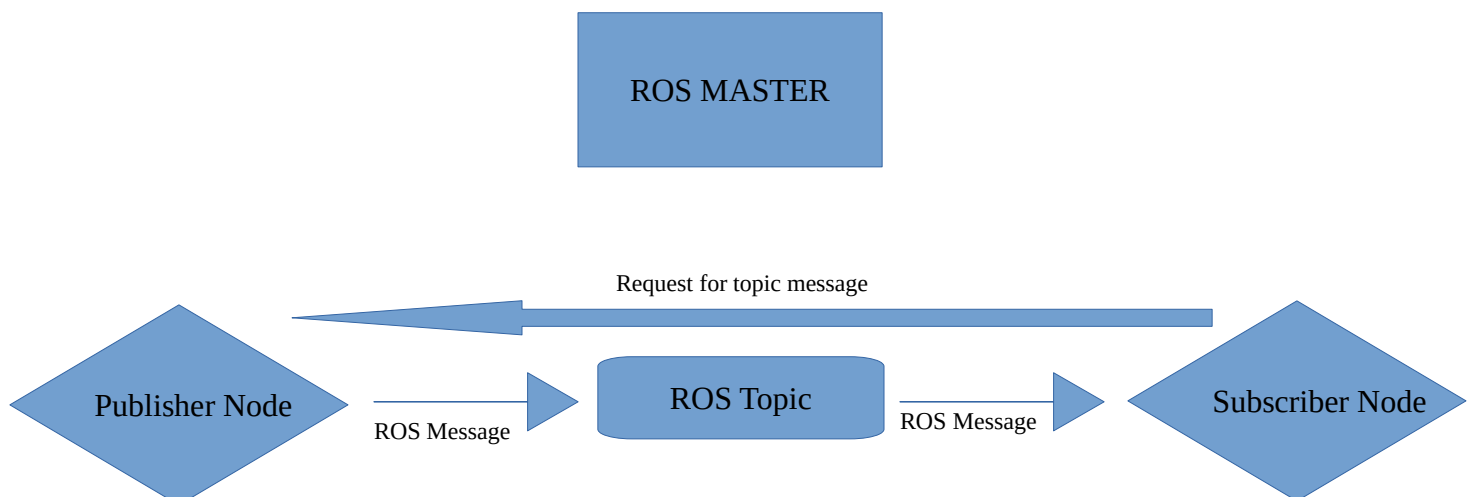 ROS MASTER
Request for topic message
Publisher Node
ROS Message
ROS Topic
ROS Message
Subscriber Node